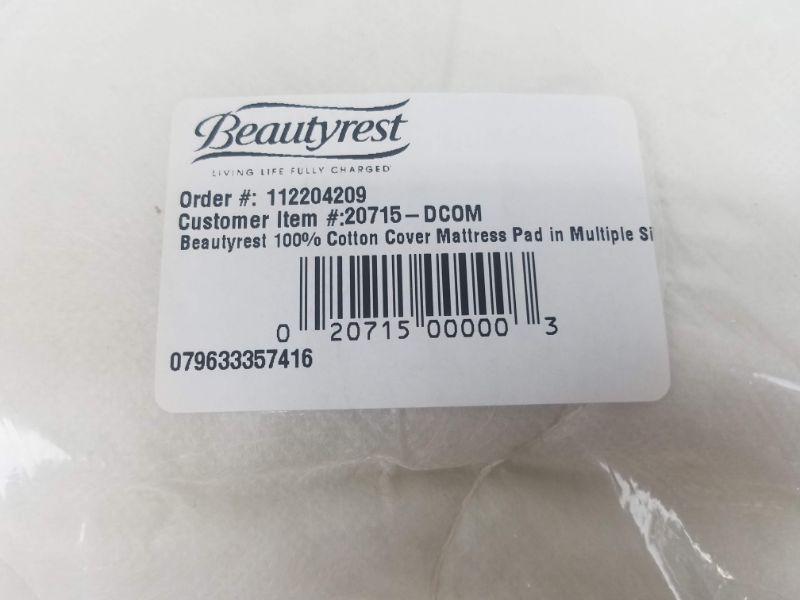 Beautyrest
LIVING LIFE FULLY CHARGED
Order #: 112204209
Customer Item #:20715-DCOM
Beautyrest 100% Cotton Cover Mattress Pad in Multiple Si
0 20715 00000 3
079633357416